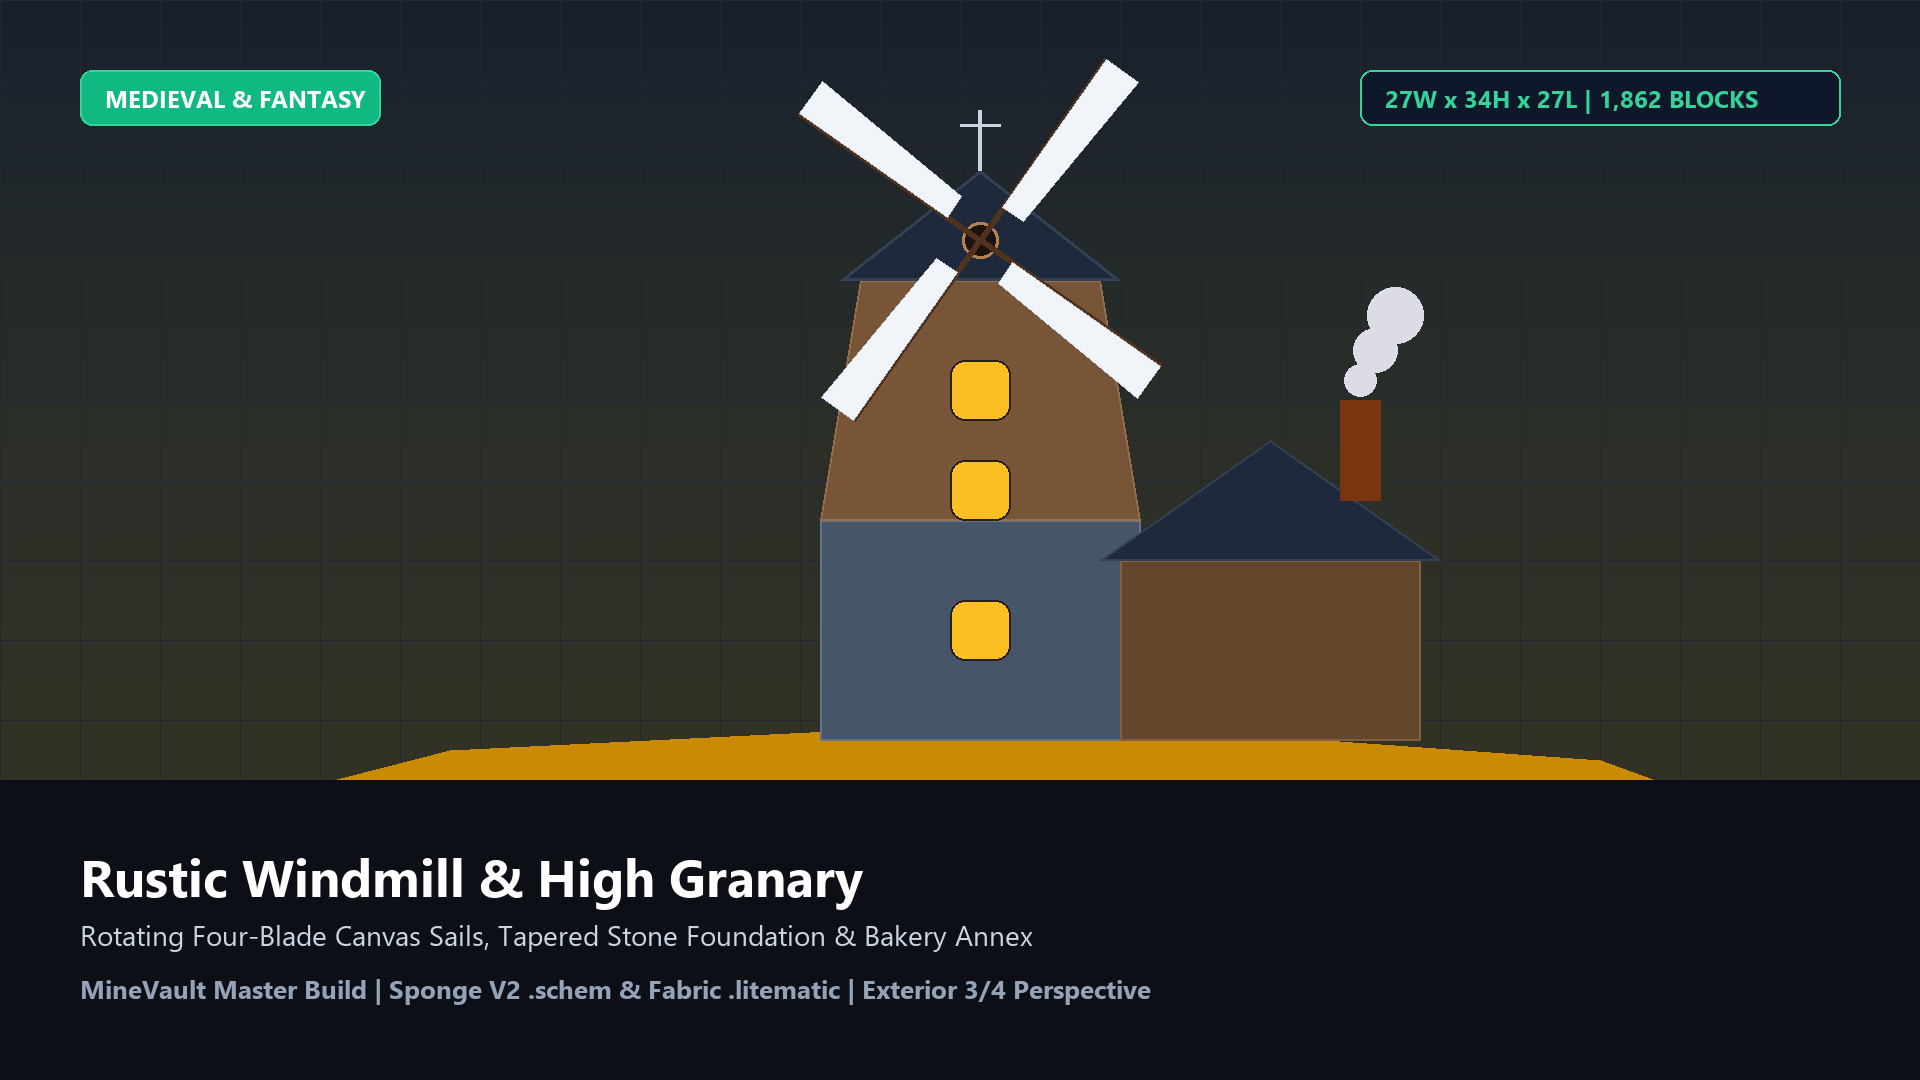 MEDIEVAL & FANTASY
27W x 34H x 27L | 1,862 BLOCKS
Rustic Windmill & High Granary
Rotating Four-Blade Canvas Sails, Tapered Stone Foundation & Bakery Annex
MineVault Master Build | Sponge V2 .schem & Fabric .litematic | Exterior 3/4 Perspective